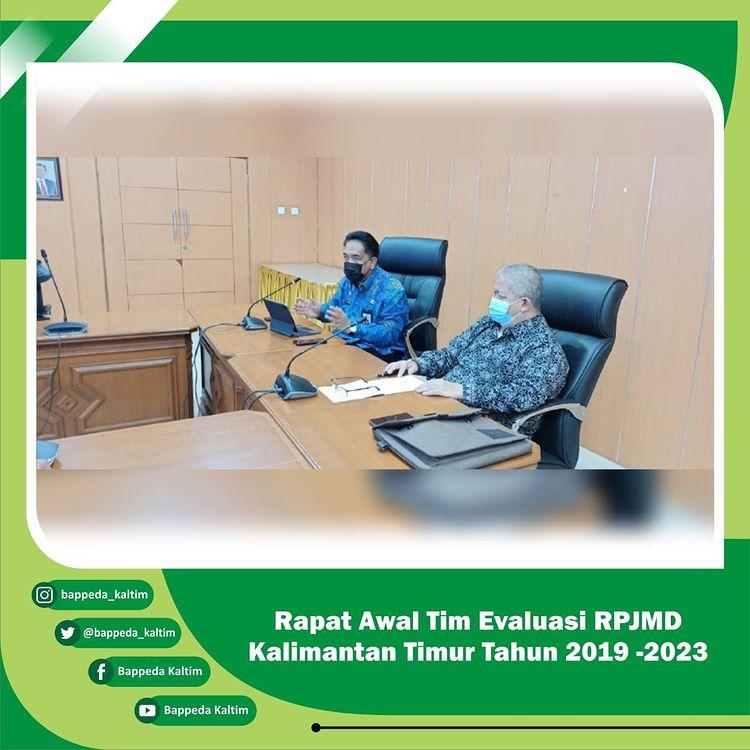 bappeda_kaltim
@bappeda_kaltim
Bappeda Kaltim
Bappeda Kaltim
Rapat Awal Tim Evaluasi RPJMD
Kalimantan Timur Tahun 2019 -2023